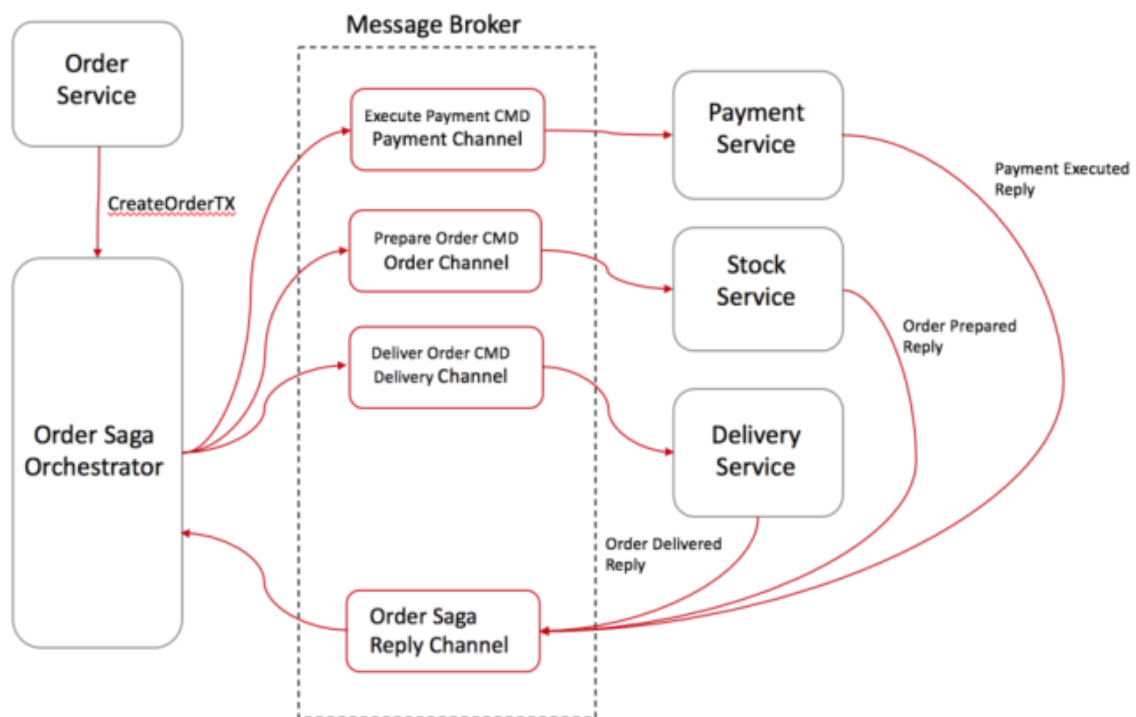 Message Broker
Order
Service
CreateOrderTX
Order Saga
Orchestrator
Execute Payment CMD
Payment Channel
Prepare Order CMD
Order Channel
Deliver Order CMD
Delivery Channel
Order Saga
Reply Channel
Payment
Service
Stock
Service
Delivery
Service
Payment Executed
Reply
Order Prepared
Reply
Order Delivered
Reply